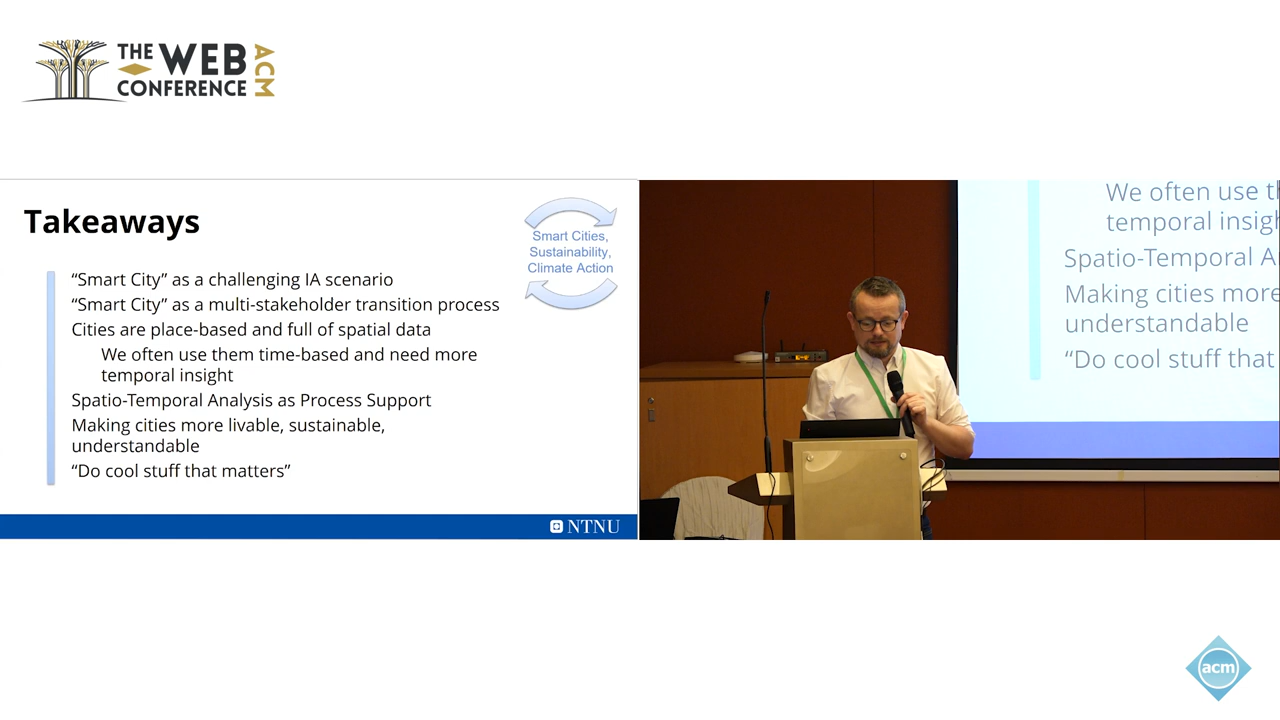 THE WEB
CONFERENCE
ACM
Takeaways
Smart Cities,
Sustainability,
Climate Action
“Smart City” as a challenging IA scenario
“Smart City” as a multi-stakeholder transition process
Cities are place-based and full of spatial data
We often use them time-based and need more
temporal insight
Spatio-Temporal Analysis as Process Support
Making cities more livable, sustainable,
understandable
“Do cool stuff that matters”
NTNU
We often use
temporal
Spatio-Temporal
Making cities more
understandable
“Do cool stuff that
acm